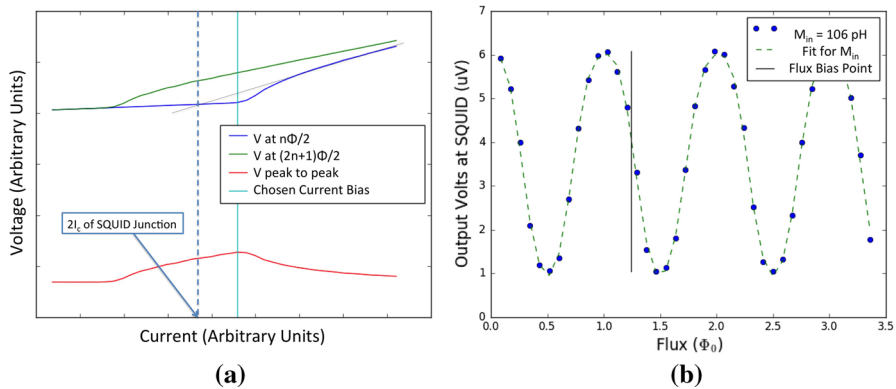 Voltage (Arbitrary Units)
V at nΦ/2
V at (2n+1)Φ/2
V peak to peak
Chosen Current Bias
2Ic of SQUID Junction
Current (Arbitrary Units)
(a)
Output Volts at SQUID (uV)
7
6
5
4
3
2
1
0
M_in = 106 pH
Fit for M_in
Flux Bias Point
0.0 0.5 1.0 1.5 2.0 2.5 3.0 3.5
Flux (Φ₀)
(b)